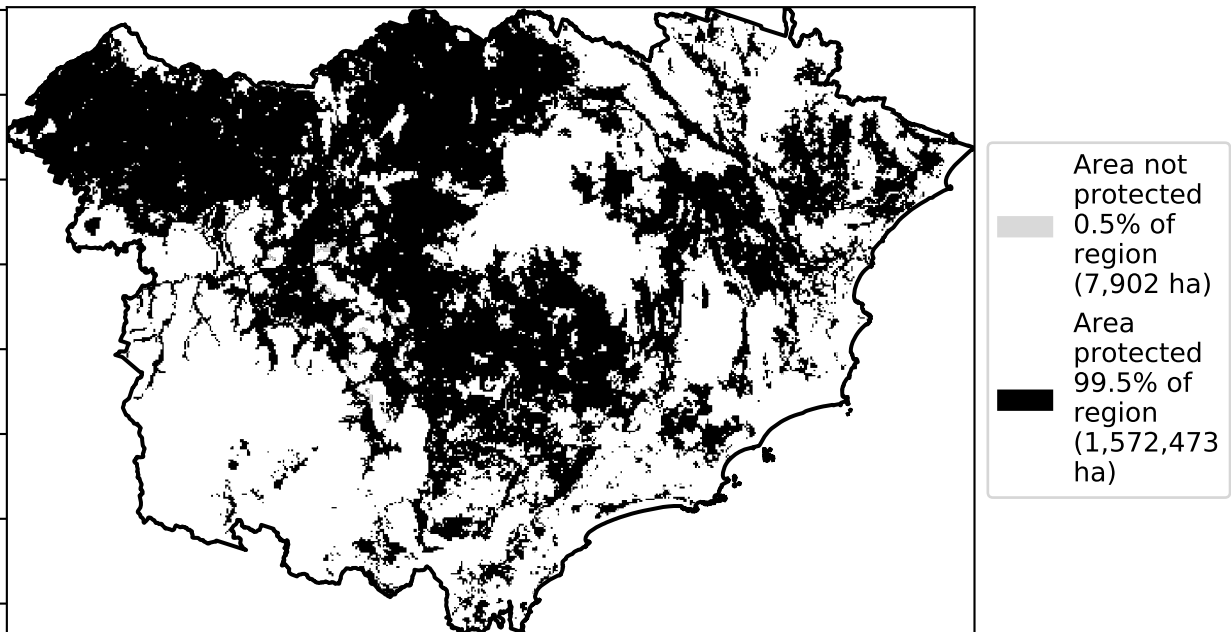 Area not
protected
0.5% of
region
(7,902 ha)
Area
protected
99.5% of
region
(1,572,473
ha)